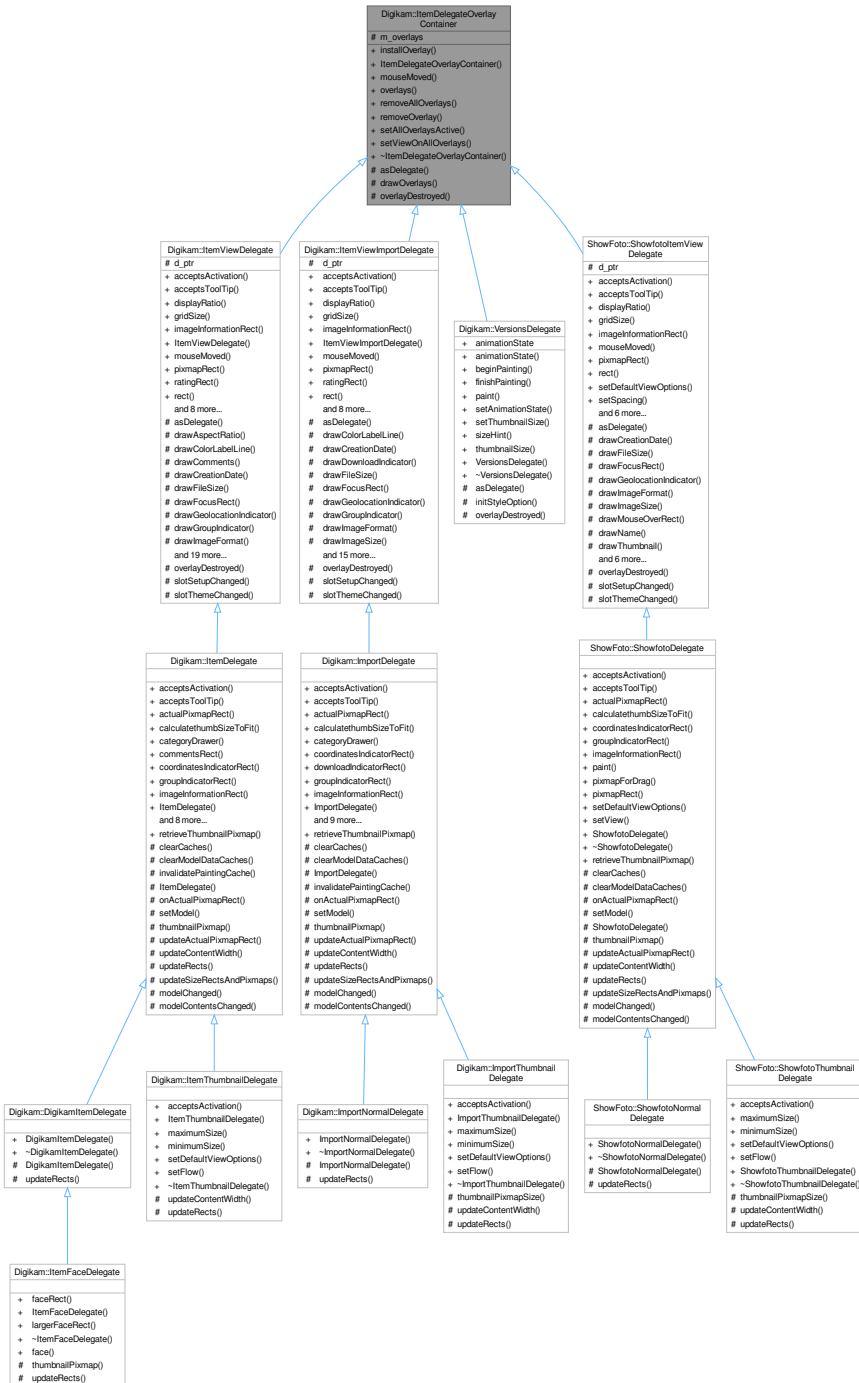 Digikam::ItemDelegateOverlay
Container
# m_overlays
+ installOverlay()
+ ItemDelegateOverlayContainer()
+ mouseMoved()
+ overlays()
+ removeAllOverlays()
+ removeOverlay()
+ setAllOverlaysActive()
+ setViewOnAllOverlays()
+ ~ItemDelegateOverlayContainer()
# asDelegate()
# drawOverlays()
# overlayDestroyed()
Digikam::ItemViewDelegate
# d_ptr
+ acceptsActivation()
+ acceptsToolTip()
+ displayRatio()
+ gridSize()
+ imageInformationRect()
+ ItemViewDelegate()
+ mouseMoved()
+ pixmapRect()
+ ratingRect()
+ rect()
and 8 more...
# asDelegate()
# drawAspectRatio()
# drawColorLabelLine()
# drawComments()
# drawCreationDate()
# drawFileSize()
# drawFocusRect()
# drawGeolocationIndicator()
# drawGroupIndicator()
# drawImageFormat()
and 19 more...
# overlayDestroyed()
# slotSetupChanged()
# slotThemeChanged()
Digikam::ItemViewImportDelegate
# d_ptr
+ acceptsActivation()
+ acceptsToolTip()
+ displayRatio()
+ gridSize()
+ imageInformationRect()
+ ItemViewImportDelegate()
+ mouseMoved()
+ pixmapRect()
+ ratingRect()
+ rect()
and 8 more...
# asDelegate()
# drawColorLabelLine()
# drawCreationDate()
# drawDownloadIndicator()
# drawFileSize()
# drawFocusRect()
# drawGeolocationIndicator()
# drawGroupIndicator()
# drawImageFormat()
# drawImageSize()
and 15 more...
# overlayDestroyed()
# slotSetupChanged()
# slotThemeChanged()
Digikam::VersionsDelegate
+ animationState
+ animationState()
+ beginPainting()
+ finishPainting()
+ paint()
+ setAnimationState()
+ setThumbnailSize()
+ sizeHint()
+ thumbnailSize()
+ VersionsDelegate()
+ ~VersionsDelegate()
# asDelegate()
# initStyleOption()
# overlayDestroyed()
ShowFoto::ShowfotoItemView
Delegate
# d_ptr
+ acceptsActivation()
+ acceptsToolTip()
+ displayRatio()
+ gridSize()
+ imageInformationRect()
+ mouseMoved()
+ pixmapRect()
+ rect()
+ setDefaultViewOptions()
+ setSpacing()
and 6 more...
# asDelegate()
# drawCreationDate()
# drawFileSize()
# drawFocusRect()
# drawGeolocationIndicator()
# drawImageFormat()
# drawImageSize()
# drawMouseOverRect()
# drawName()
# drawThumbnail()
and 6 more...
# overlayDestroyed()
# slotSetupChanged()
# slotThemeChanged()
Digikam::ItemDelegate
+ acceptsActivation()
+ acceptsToolTip()
+ actualPixmapRect()
+ calculatethumbSizeToFit()
+ categoryDrawer()
+ commentsRect()
+ coordinatesIndicatorRect()
+ groupIndicatorRect()
+ imageInformationRect()
+ ItemDelegate()
and 8 more...
+ retrieveThumbnailPixmap()
# clearCaches()
# clearModelDataCaches()
# invalidatePaintingCache()
# ItemDelegate()
# onActualPixmapRect()
# setModel()
# thumbnailPixmap()
# updateActualPixmapRect()
# updateContentWidth()
# updateRects()
# updateSizeRectsAndPixmaps()
# modelChanged()
# modelContentsChanged()
Digikam::ImportDelegate
+ acceptsActivation()
+ acceptsToolTip()
+ actualPixmapRect()
+ calculatethumbSizeToFit()
+ categoryDrawer()
+ coordinatesIndicatorRect()
+ downloadIndicatorRect()
+ groupIndicatorRect()
+ imageInformationRect()
+ ImportDelegate()
and 9 more...
+ retrieveThumbnailPixmap()
# clearCaches()
# clearModelDataCaches()
# ImportDelegate()
# invalidatePaintingCache()
# onActualPixmapRect()
# setModel()
# thumbnailPixmap()
# updateActualPixmapRect()
# updateContentWidth()
# updateRects()
# updateSizeRectsAndPixmaps()
# modelChanged()
# modelContentsChanged()
ShowFoto::ShowfotoDelegate
+ acceptsActivation()
+ acceptsToolTip()
+ actualPixmapRect()
+ calculatethumbSizeToFit()
+ coordinatesIndicatorRect()
+ groupIndicatorRect()
+ imageInformationRect()
+ paint()
+ pixmapForDrag()
+ pixmapRect()
+ setDefaultViewOptions()
+ setView()
+ ShowfotoDelegate()
+ ~ShowfotoDelegate()
+ retrieveThumbnailPixmap()
# clearCaches()
# clearModelDataCaches()
# onActualPixmapRect()
# setModel()
# ShowfotoDelegate()
# thumbnailPixmap()
# updateActualPixmapRect()
# updateContentWidth()
# updateRects()
# updateSizeRectsAndPixmaps()
# modelChanged()
# modelContentsChanged()
Digikam::DigikamItemDelegate
+ DigikamItemDelegate()
+ ~DigikamItemDelegate()
# DigikamItemDelegate()
# updateRects()
Digikam::ItemThumbnailDelegate
+ acceptsActivation()
+ ItemThumbnailDelegate()
+ maximumSize()
+ minimumSize()
+ setDefaultViewOptions()
+ setFlow()
+ ~ItemThumbnailDelegate()
# updateContentWidth()
# updateRects()
Digikam::ImportNormalDelegate
+ ImportNormalDelegate()
+ ~ImportNormalDelegate()
# ImportNormalDelegate()
# updateRects()
Digikam::ImportThumbnail
Delegate
+ acceptsActivation()
+ ImportThumbnailDelegate()
+ maximumSize()
+ minimumSize()
+ setDefaultViewOptions()
+ setFlow()
+ ~ImportThumbnailDelegate()
# thumbnailPixmapSize()
# updateContentWidth()
# updateRects()
ShowFoto::ShowfotoNormal
Delegate
+ ShowfotoNormalDelegate()
+ ~ShowfotoNormalDelegate()
# ShowfotoNormalDelegate()
# updateRects()
ShowFoto::ShowfotoThumbnail
Delegate
+ acceptsActivation()
+ maximumSize()
+ minimumSize()
+ setDefaultViewOptions()
+ setFlow()
+ ShowfotoThumbnailDelegate()
+ ~ShowfotoThumbnailDelegate()
# thumbnailPixmapSize()
# updateContentWidth()
# updateRects()
Digikam::ItemFaceDelegate
+ faceRect()
+ ItemFaceDelegate()
+ largerFaceRect()
+ ~ItemFaceDelegate()
+ face()
# thumbnailPixmap()
# updateRects()